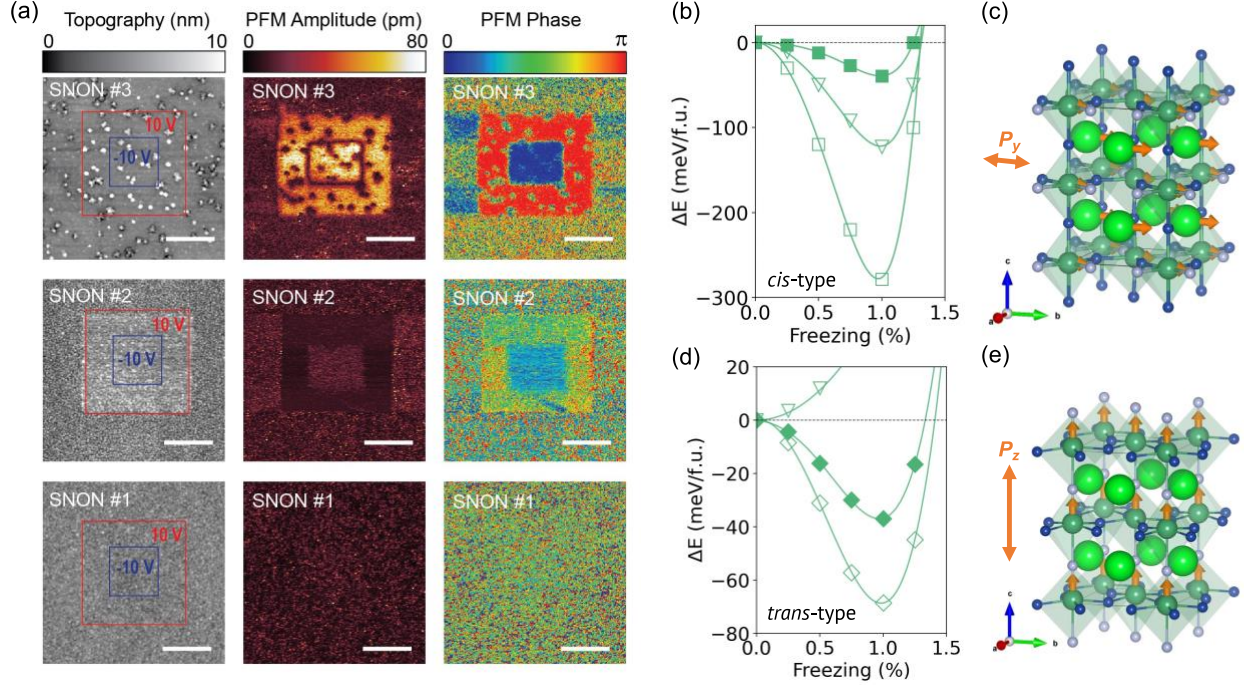 (a)
Topography (nm)
PFM Amplitude (pm)
PFM Phase
0 10
0 80
0 π
SNON #3
10 V
-10 V
SNON #3
SNON #3
SNON #2
10 V
-10 V
SNON #2
SNON #2
SNON #1
10 V
-10 V
SNON #1
SNON #1
(b)
ΔE (meV/f.u.)
0
−100
−200
−300
cis-type
0.0 0.5 1.0 1.5
Freezing (%)
(c)
Py
c
a
b
(d)
ΔE (meV/f.u.)
20
0
−20
−40
−60
−80
trans-type
0.0 0.5 1.0 1.5
Freezing (%)
(e)
Pz
c
a
b